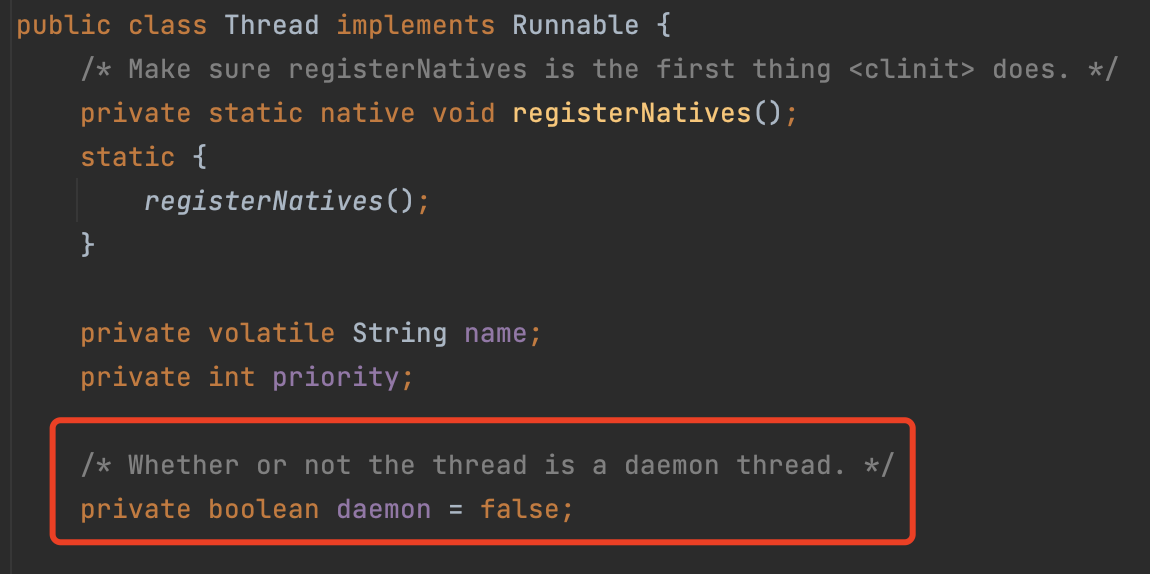 public class Thread implements Runnable {
/* Make sure registerNatives is the first thing <clinit> does. */
private static native void registerNatives();
static {
registerNatives();
}
private volatile String name;
private int priority;
/* Whether or not the thread is a daemon thread. */
private boolean daemon = false;